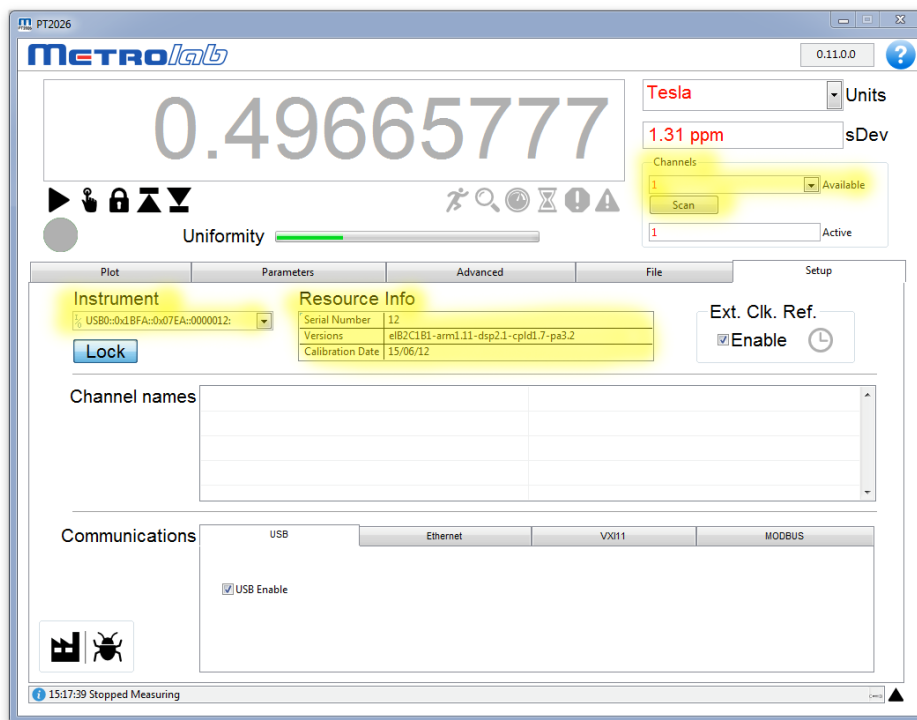 PT2026
METROlab
0.11.0.0
?
0.49665777
Tesla
Units
1.31 ppm
sDev
Channels
1
Available
Scan
1
Active
Uniformity
Plot
Parameters
Advanced
File
Setup
Instrument
USB0::0x1BFA::0x07EA::0000012:
Lock
Resource Info
Serial Number 12
Versions elB2C1B1-arm1.11-dsp2.1-cpld1.7-pa3.2
Calibration Date 15/06/12
Ext. Clk. Ref.
Enable
Channel names
Communications
USB
Ethernet
VXI11
MODBUS
USB Enable
15:17:39 Stopped Measuring